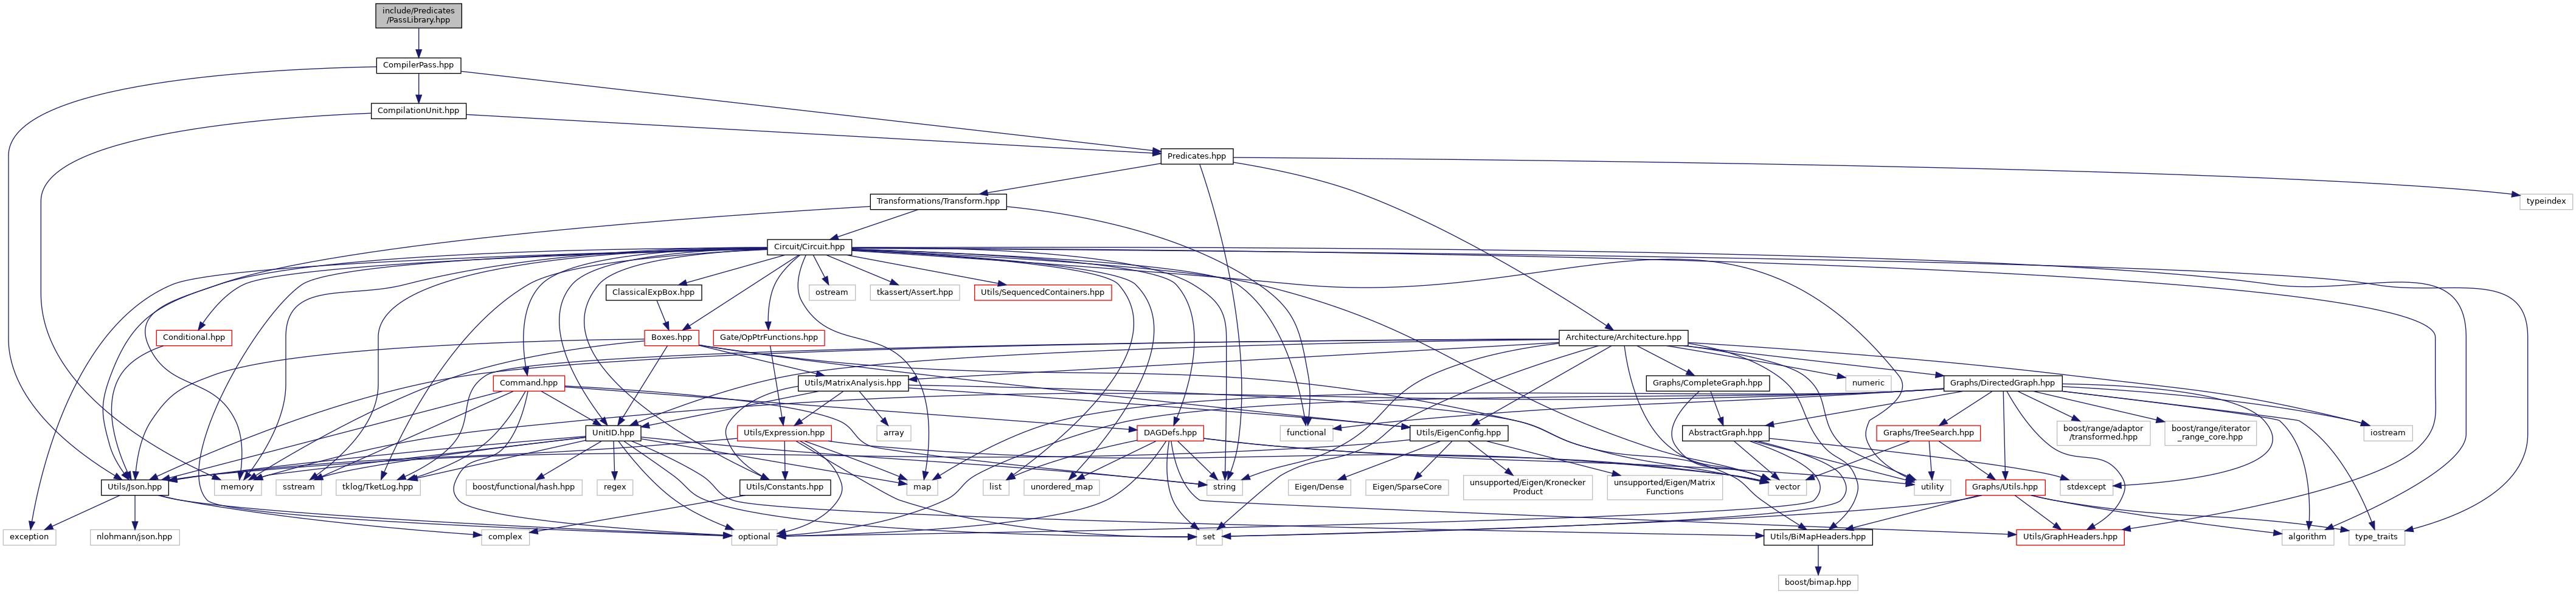 include/Predicates
/PassLibrary.hpp
CompilerPass.hpp
CompilationUnit.hpp
Predicates.hpp
Transformations/Transform.hpp
typeindex
Circuit/Circuit.hpp
ClassicalExpBox.hpp
ostream
tkassert/Assert.hpp
Utils/SequencedContainers.hpp
Conditional.hpp
Boxes.hpp
Gate/OpPtrFunctions.hpp
Architecture/Architecture.hpp
Command.hpp
Utils/MatrixAnalysis.hpp
Graphs/CompleteGraph.hpp
numeric
Graphs/DirectedGraph.hpp
UnitID.hpp
Utils/Expression.hpp
array
DAGDefs.hpp
functional
Utils/EigenConfig.hpp
AbstractGraph.hpp
Graphs/TreeSearch.hpp
boost/range/adaptor
/transformed.hpp
boost/range/iterator
_range_core.hpp
iostream
Utils/Json.hpp
memory
sstream
tklog/TketLog.hpp
boost/functional/hash.hpp
regex
Utils/Constants.hpp
map
list
unordered_map
string
Eigen/Dense
Eigen/SparseCore
unsupported/Eigen/Kronecker
Product
unsupported/Eigen/Matrix
Functions
vector
utility
Graphs/Utils.hpp
stdexcept
exception
nlohmann/json.hpp
complex
optional
set
Utils/BiMapHeaders.hpp
Utils/GraphHeaders.hpp
algorithm
type_traits
boost/bimap.hpp